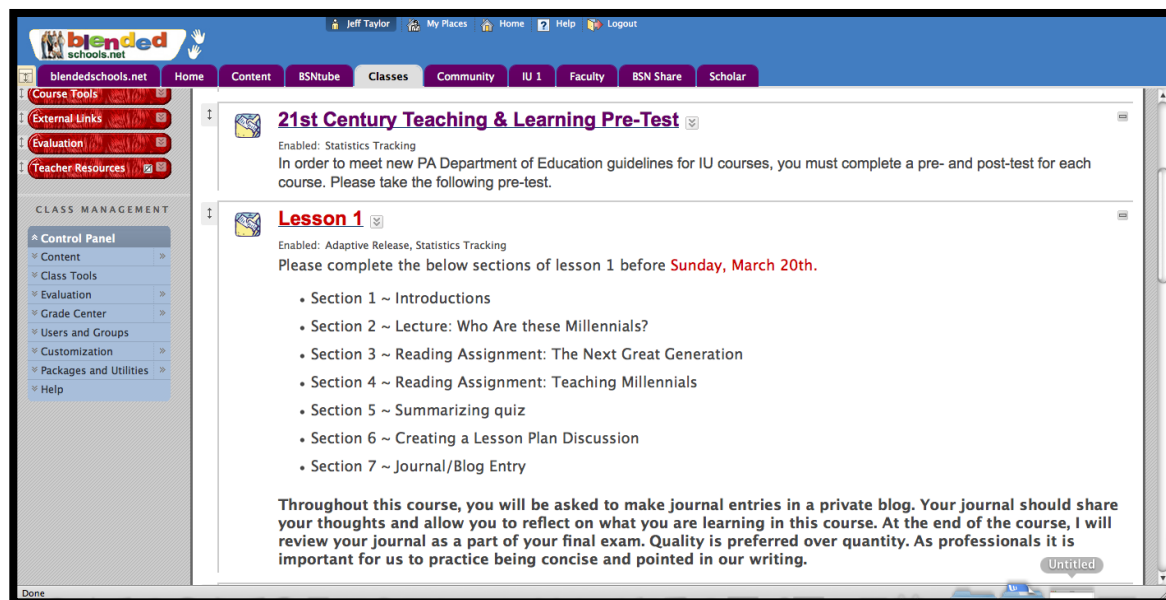 Jeff Taylor My Places Home Help Logout
blended
schools.net
blendedschools.net Home Content BSNtube Classes Community IU 1 Faculty BSN Share Scholar
Course Tools
External Links
Evaluation
Teacher Resources
CLASS MANAGEMENT
Control Panel
Content
Class Tools
Evaluation
Grade Center
Users and Groups
Customization
Packages and Utilities
Help
21st Century Teaching & Learning Pre-Test
Enabled: Statistics Tracking
In order to meet new PA Department of Education guidelines for IU courses, you must complete a pre- and post-test for each
course. Please take the following pre-test.
Lesson 1
Enabled: Adaptive Release, Statistics Tracking
Please complete the below sections of lesson 1 before Sunday, March 20th.
• Section 1 ~ Introductions
• Section 2 ~ Lecture: Who Are these Millennials?
• Section 3 ~ Reading Assignment: The Next Great Generation
• Section 4 ~ Reading Assignment: Teaching Millennials
• Section 5 ~ Summarizing quiz
• Section 6 ~ Creating a Lesson Plan Discussion
• Section 7 ~ Journal/Blog Entry
Throughout this course, you will be asked to make journal entries in a private blog. Your journal should share
your thoughts and allow you to reflect on what you are learning in this course. At the end of the course, I will
review your journal as a part of your final exam. Quality is preferred over quantity. As professionals it is
important for us to practice being concise and pointed in our writing.
Untitled
Done